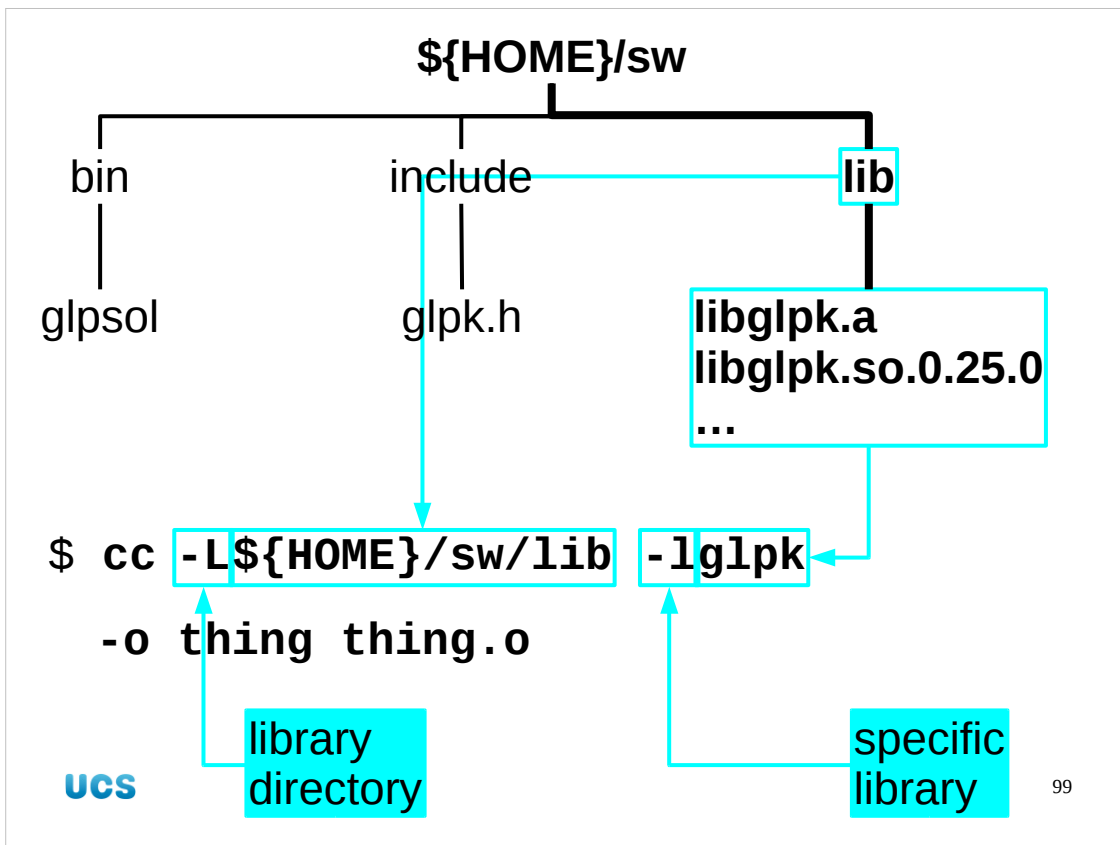 ${HOME}/sw
bin include lib
glpsol glpk.h libglpk.a
libglpk.so.0.25.0
...
$ cc -L${HOME}/sw/lib -lglpk
-o thing thing.o
library
directory
specific
library
UCS
99